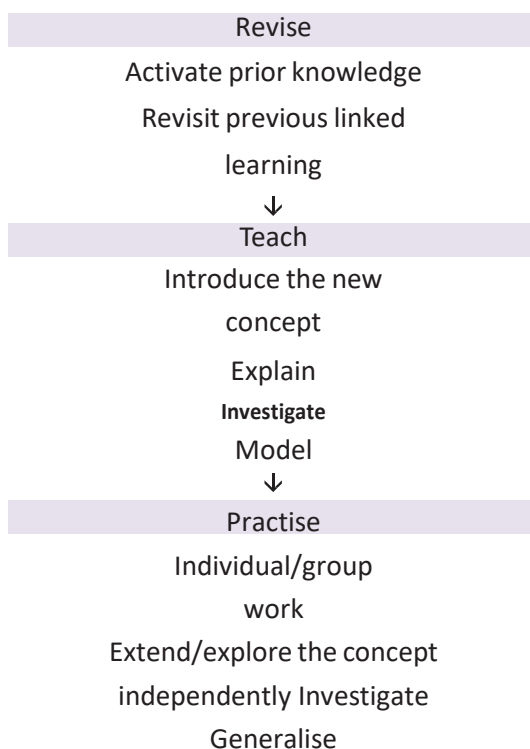 Revise
Activate prior knowledge
Revisit previous linked
learning
↓
Teach
Introduce the new
concept
Explain
Investigate
Model
↓
Practise
Individual/group
work
Extend/explore the concept
independently Investigate
Generalise